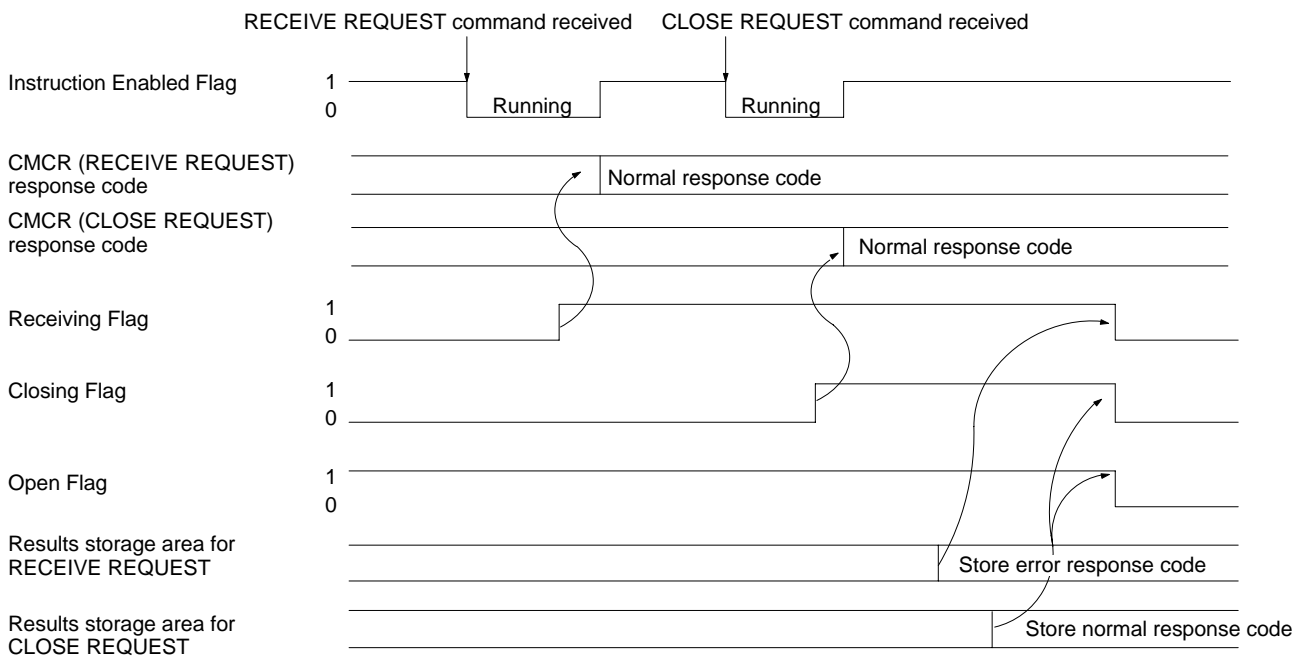 RECEIVE REQUEST command received CLOSE REQUEST command received
Instruction Enabled Flag 1
0
Running Running
CMCR (RECEIVE REQUEST)
response code
Normal response code
CMCR (CLOSE REQUEST)
response code
Normal response code
Receiving Flag 1
0
Closing Flag 1
0
Open Flag 1
0
Results storage area for
RECEIVE REQUEST
Store error response code
Results storage area for
CLOSE REQUEST
Store normal response code